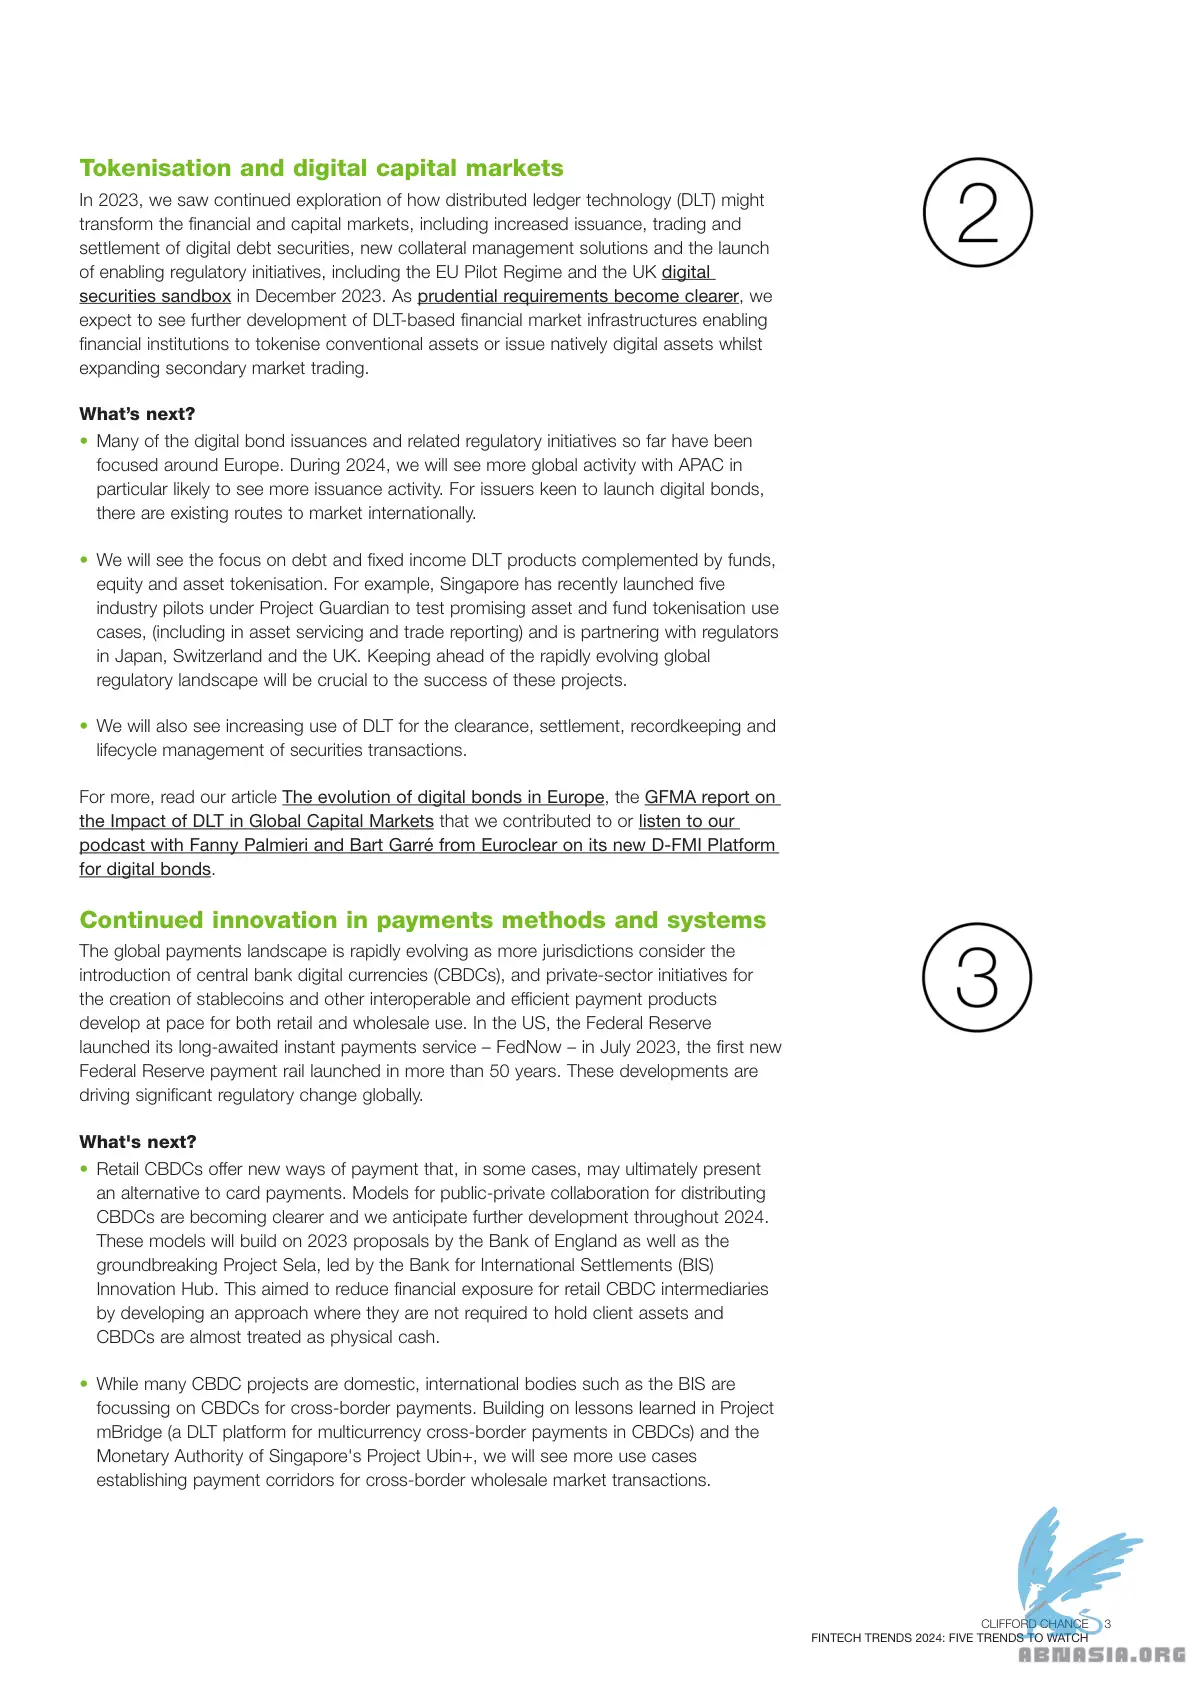 Tokenisation and digital capital markets
2
In 2023, we saw continued exploration of how distributed ledger technology (DLT) might
transform the financial and capital markets, including increased issuance, trading and
settlement of digital debt securities, new collateral management solutions and the launch
of enabling regulatory initiatives, including the EU Pilot Regime and the UK digital
securities sandbox in December 2023. As prudential requirements become clearer, we
expect to see further development of DLT-based financial market infrastructures enabling
financial institutions to tokenise conventional assets or issue natively digital assets whilst
expanding secondary market trading.
What’s next?
• Many of the digital bond issuances and related regulatory initiatives so far have been
focused around Europe. During 2024, we will see more global activity with APAC in
particular likely to see more issuance activity. For issuers keen to launch digital bonds,
there are existing routes to market internationally.
• We will see the focus on debt and fixed income DLT products complemented by funds,
equity and asset tokenisation. For example, Singapore has recently launched five
industry pilots under Project Guardian to test promising asset and fund tokenisation use
cases, (including in asset servicing and trade reporting) and is partnering with regulators
in Japan, Switzerland and the UK. Keeping ahead of the rapidly evolving global
regulatory landscape will be crucial to the success of these projects.
• We will also see increasing use of DLT for the clearance, settlement, recordkeeping and
lifecycle management of securities transactions.
For more, read our article The evolution of digital bonds in Europe, the GFMA report on
the Impact of DLT in Global Capital Markets that we contributed to or listen to our
podcast with Fanny Palmieri and Bart Garré from Euroclear on its new D-FMI Platform
for digital bonds.
Continued innovation in payments methods and systems
3
The global payments landscape is rapidly evolving as more jurisdictions consider the
introduction of central bank digital currencies (CBDCs), and private-sector initiatives for
the creation of stablecoins and other interoperable and efficient payment products
develop at pace for both retail and wholesale use. In the US, the Federal Reserve
launched its long-awaited instant payments service – FedNow – in July 2023, the first new
Federal Reserve payment rail launched in more than 50 years. These developments are
driving significant regulatory change globally.
What's next?
• Retail CBDCs offer new ways of payment that, in some cases, may ultimately present
an alternative to card payments. Models for public-private collaboration for distributing
CBDCs are becoming clearer and we anticipate further development throughout 2024.
These models will build on 2023 proposals by the Bank of England as well as the
groundbreaking Project Sela, led by the Bank for International Settlements (BIS)
Innovation Hub. This aimed to reduce financial exposure for retail CBDC intermediaries
by developing an approach where they are not required to hold client assets and
CBDCs are almost treated as physical cash.
• While many CBDC projects are domestic, international bodies such as the BIS are
focussing on CBDCs for cross-border payments. Building on lessons learned in Project
mBridge (a DLT platform for multicurrency cross-border payments in CBDCs) and the
Monetary Authority of Singapore's Project Ubin+, we will see more use cases
establishing payment corridors for cross-border wholesale market transactions.
CLIFFORD CHANCE 3
FINTECH TRENDS 2024: FIVE TRENDS TO WATCH
ABNASIA.ORG